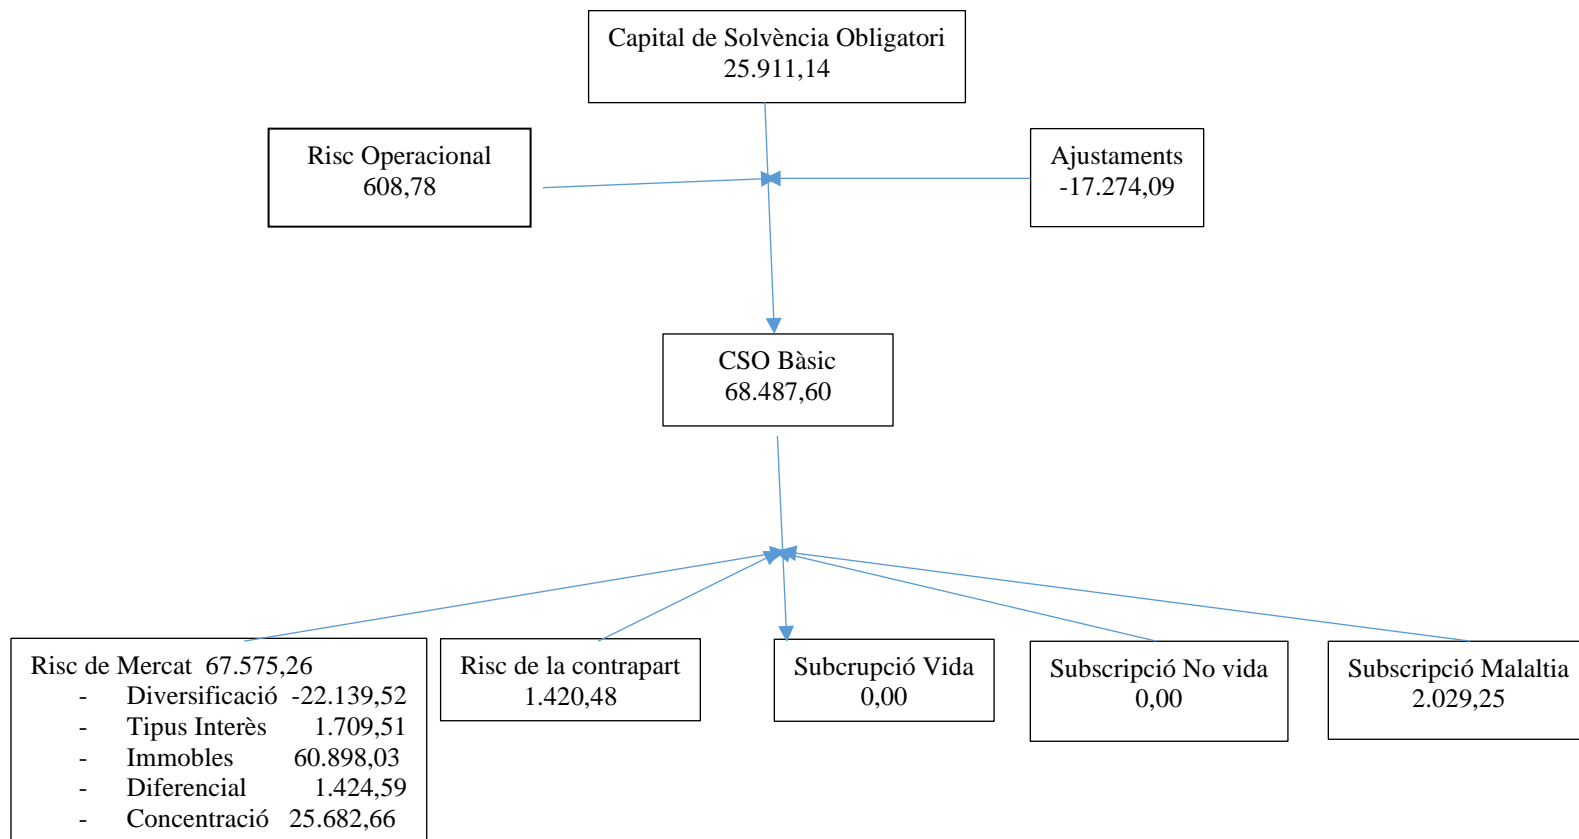 Capital de Solvència Obligatori
25.911,14
Risc Operacional
608,78
Ajustaments
-17.274,09
CSO Bàsic
68.487,60
Risc de Mercat 67.575,26
- Diversificació -22.139,52
- Tipus Interès 1.709,51
- Immobles 60.898,03
- Diferencial 1.424,59
- Concentració 25.682,66
Risc de la contrapart
1.420,48
Subcrupció Vida
0,00
Subscripció No vida
0,00
Subscripció Malaltia
2.029,25